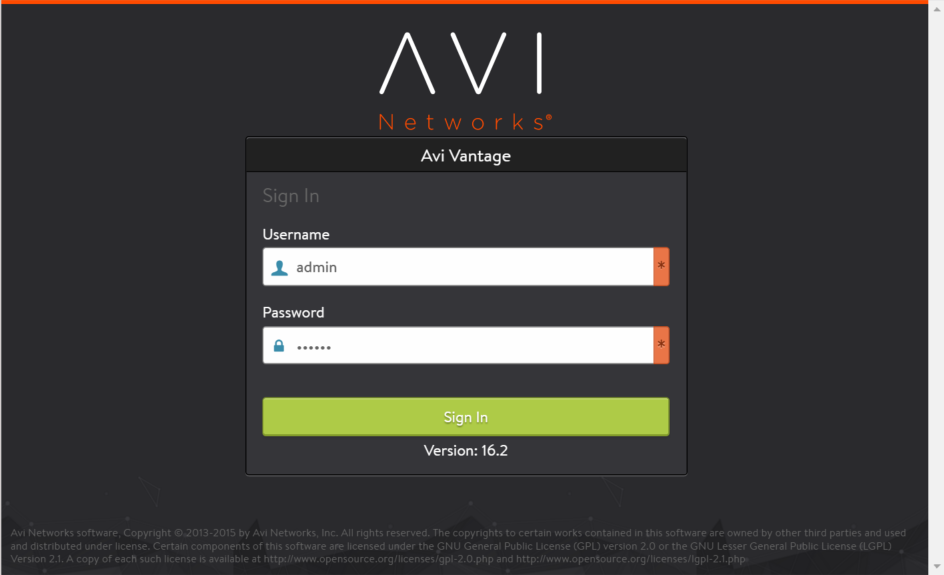 AVI
Networks®
Avi Vantage
Sign In
Username
admin
*
Password
••••••
*
Sign In
Version: 16.2
Avi Networks software, Copyright © 2013-2015 by Avi Networks, Inc. All rights reserved. The copyrights to certain works contained in this software are owned by other third parties and used
and distributed under license. Certain components of this software are licensed under the GNU General Public License (GPL) version 2.0 or the GNU Lesser General Public License (LGPL)
Version 2.1. A copy of each such license is available at http://www.opensource.org/licenses/gpl-2.0.php and http://www.opensource.org/licenses/lgpl-2.1.php.